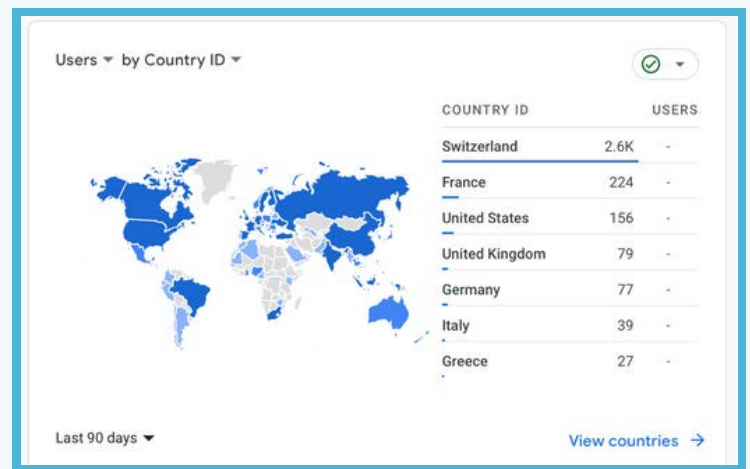 Users by Country ID
COUNTRY ID USERS
Switzerland 2.6K -
France 224 -
United States 156 -
United Kingdom 79 -
Germany 77 -
Italy 39 -
Greece 27 -
Last 90 days
View countries →